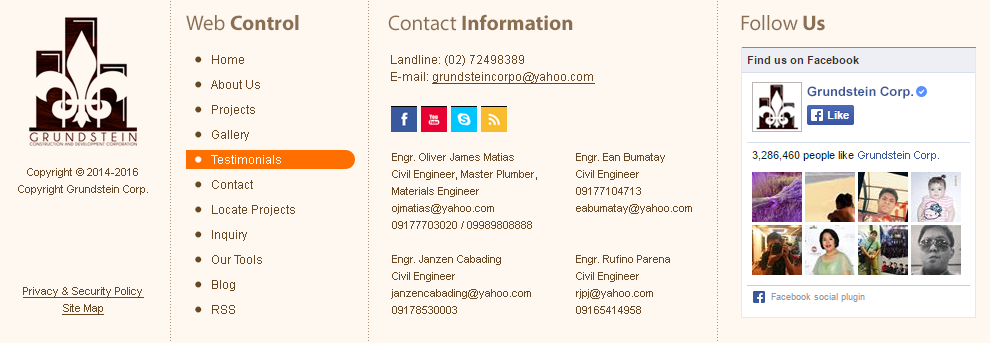 GRUNDSTEIN
CONSTRUCTION AND DEVELOPMENT CORPORATION
Copyright © 2014-2016
Copyright Grundstein Corp.
Privacy & Security Policy
Site Map
Web Control
Home
About Us
Projects
Gallery
Testimonials
Contact
Locate Projects
Inquiry
Our Tools
Blog
RSS
Contact Information
Landline: (02) 72498389
E-mail: grundsteincorpo@yahoo.com
You
Tube
Engr. Oliver James Matias
Civil Engineer, Master Plumber,
Materials Engineer
ojmatias@yahoo.com
09177703020 / 09989808888
Engr. Ean Bumatay
Civil Engineer
09177104713
eabumatay@yahoo.com
Engr. Janzen Cabading
Civil Engineer
janzencabading@yahoo.com
09178530003
Engr. Rufino Parena
Civil Engineer
rjpj@yahoo.com
09165414958
Follow Us
Find us on Facebook
Grundstein Corp.
Like
3,286,460 people like Grundstein Corp.
Facebook social plugin